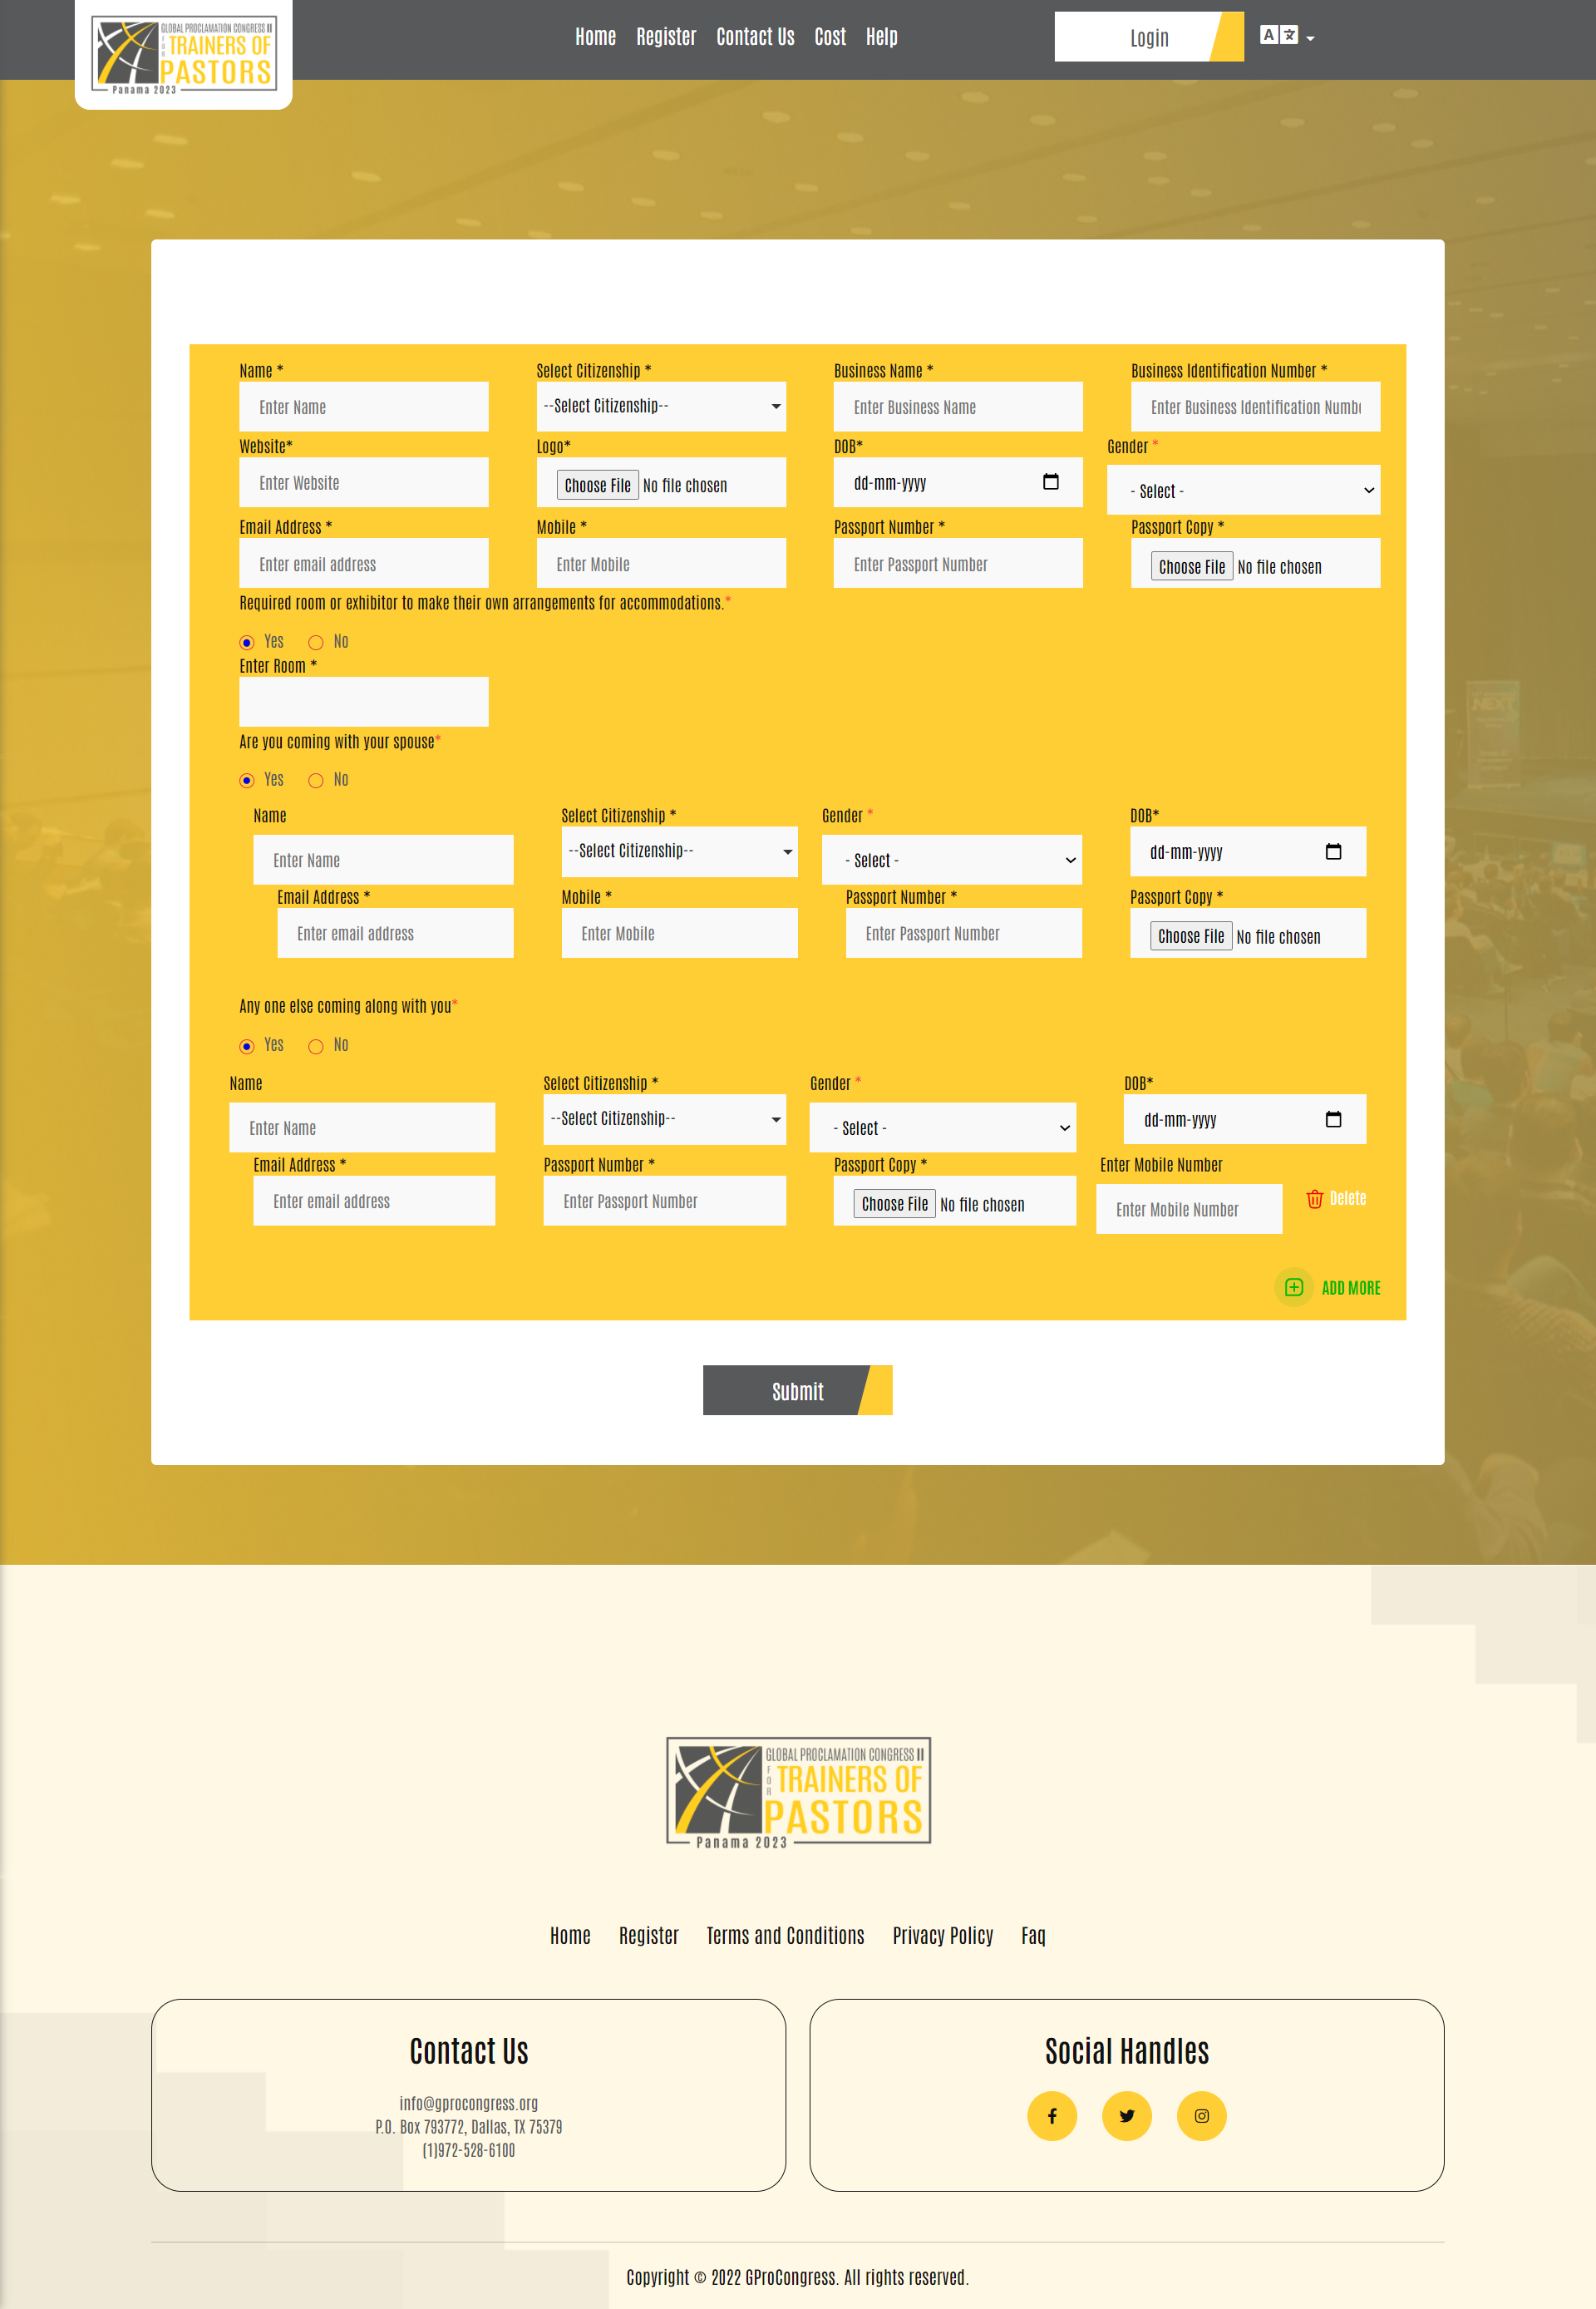 GLOBAL PROCLAMATION CONGRESS II
FOR
TRAINERS OF
PASTORS
Panama 2023
Home Register Contact Us Cost Help
Login
A
Name * Select Citizenship * Business Name * Business Identification Number *
Enter Name --Select Citizenship-- Enter Business Name Enter Business Identification Numb
Website* Logo* DOB* Gender *
Enter Website Choose File No file chosen dd-mm-yyyy - Select -
Email Address * Mobile * Passport Number * Passport Copy *
Enter email address Enter Mobile Enter Passport Number Choose File No file chosen
Required room or exhibitor to make their own arrangements for accommodations.*
Yes No
Enter Room *
Are you coming with your spouse*
Yes No
Name Select Citizenship * Gender * DOB*
Enter Name --Select Citizenship-- - Select - dd-mm-yyyy
Email Address * Mobile * Passport Number * Passport Copy *
Enter email address Enter Mobile Enter Passport Number Choose File No file chosen
Any one else coming along with you*
Yes No
Name Select Citizenship * Gender * DOB*
Enter Name --Select Citizenship-- - Select - dd-mm-yyyy
Email Address * Passport Number * Passport Copy * Enter Mobile Number
Enter email address Enter Passport Number Choose File No file chosen Enter Mobile Number Delete
ADD MORE
Submit
GLOBAL PROCLAMATION CONGRESS II
FOR
TRAINERS OF
PASTORS
Panama 2023
Home Register Terms and Conditions Privacy Policy Faq
Contact Us
info@gprocongress.org
P.O. Box 793772, Dallas, TX 75379
(1)972-528-6100
Social Handles
Copyright © 2022 GProCongress. All rights reserved.